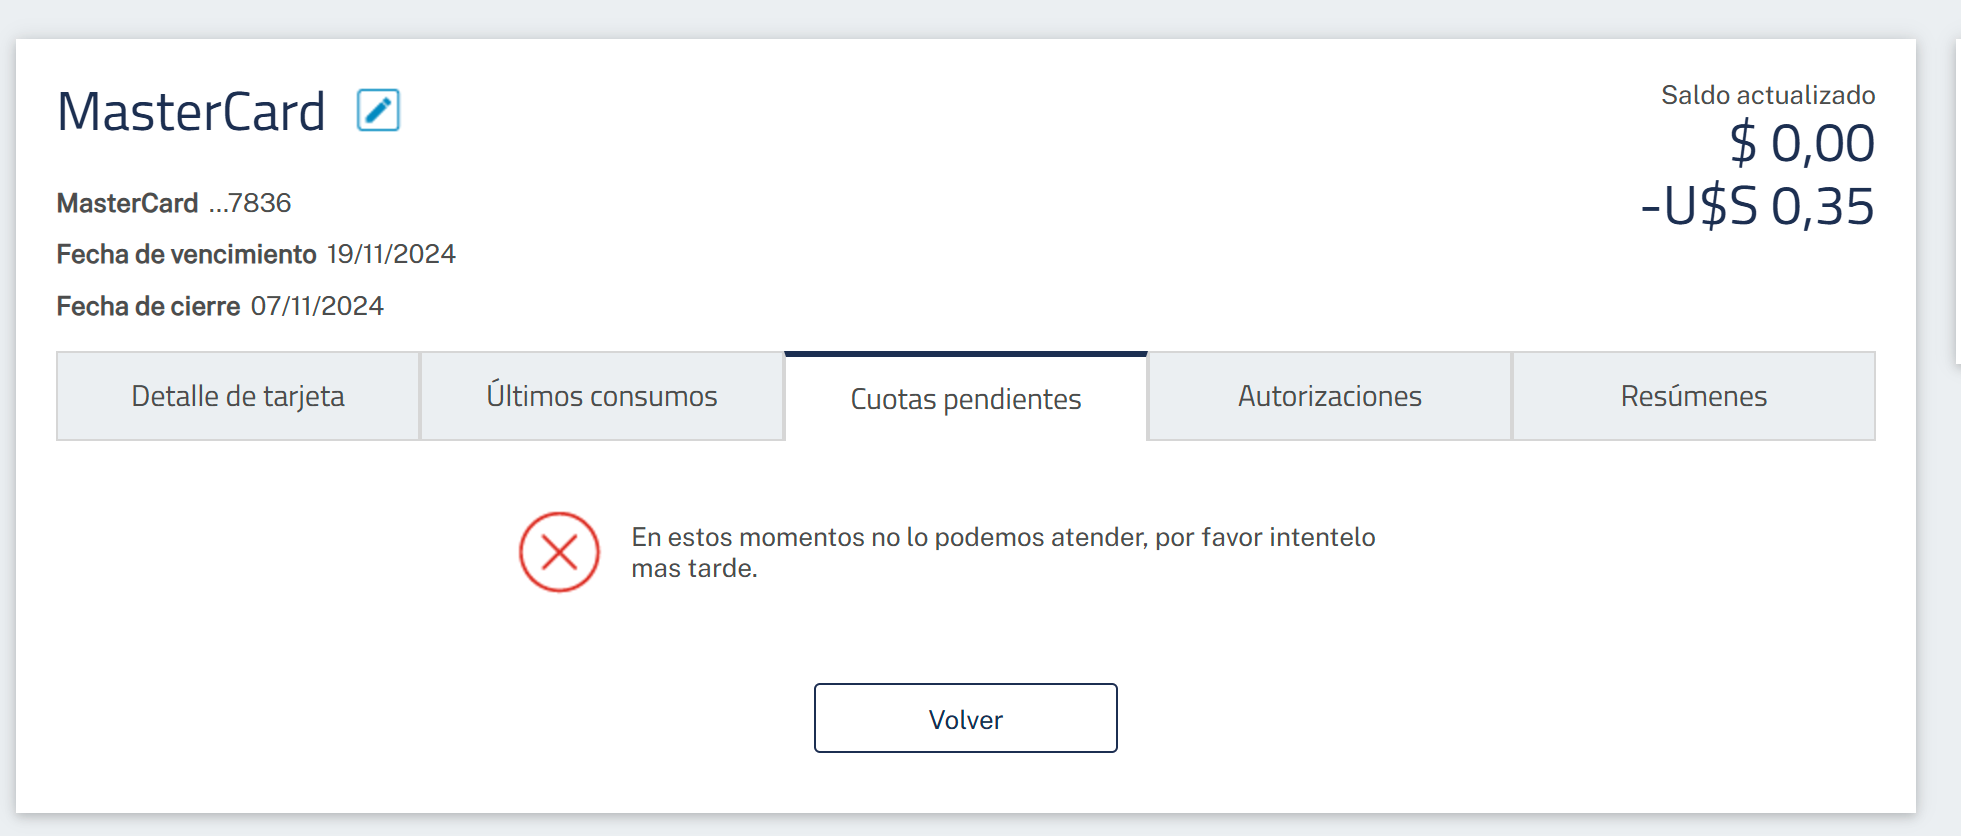 MasterCard
Saldo actualizado
$ 0,00
-U$S 0,35
MasterCard ...7836
Fecha de vencimiento 19/11/2024
Fecha de cierre 07/11/2024
Detalle de tarjeta
Últimos consumos
Cuotas pendientes
Autorizaciones
Resúmenes
En estos momentos no lo podemos atender, por favor intentelo
mas tarde.
Volver